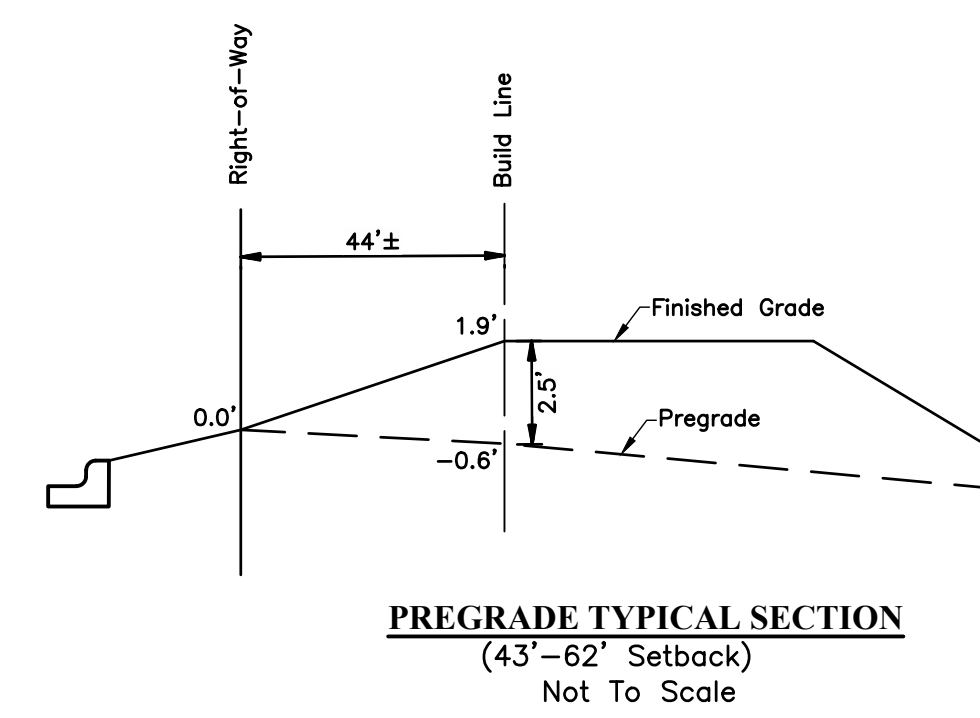 Right-of-Way
Build Line
44'±
1.9'
Finished Grade
2.5'
0.0'
Pregrade
-0.6'
PREGRADE TYPICAL SECTION
(43'-62' Setback)
Not To Scale